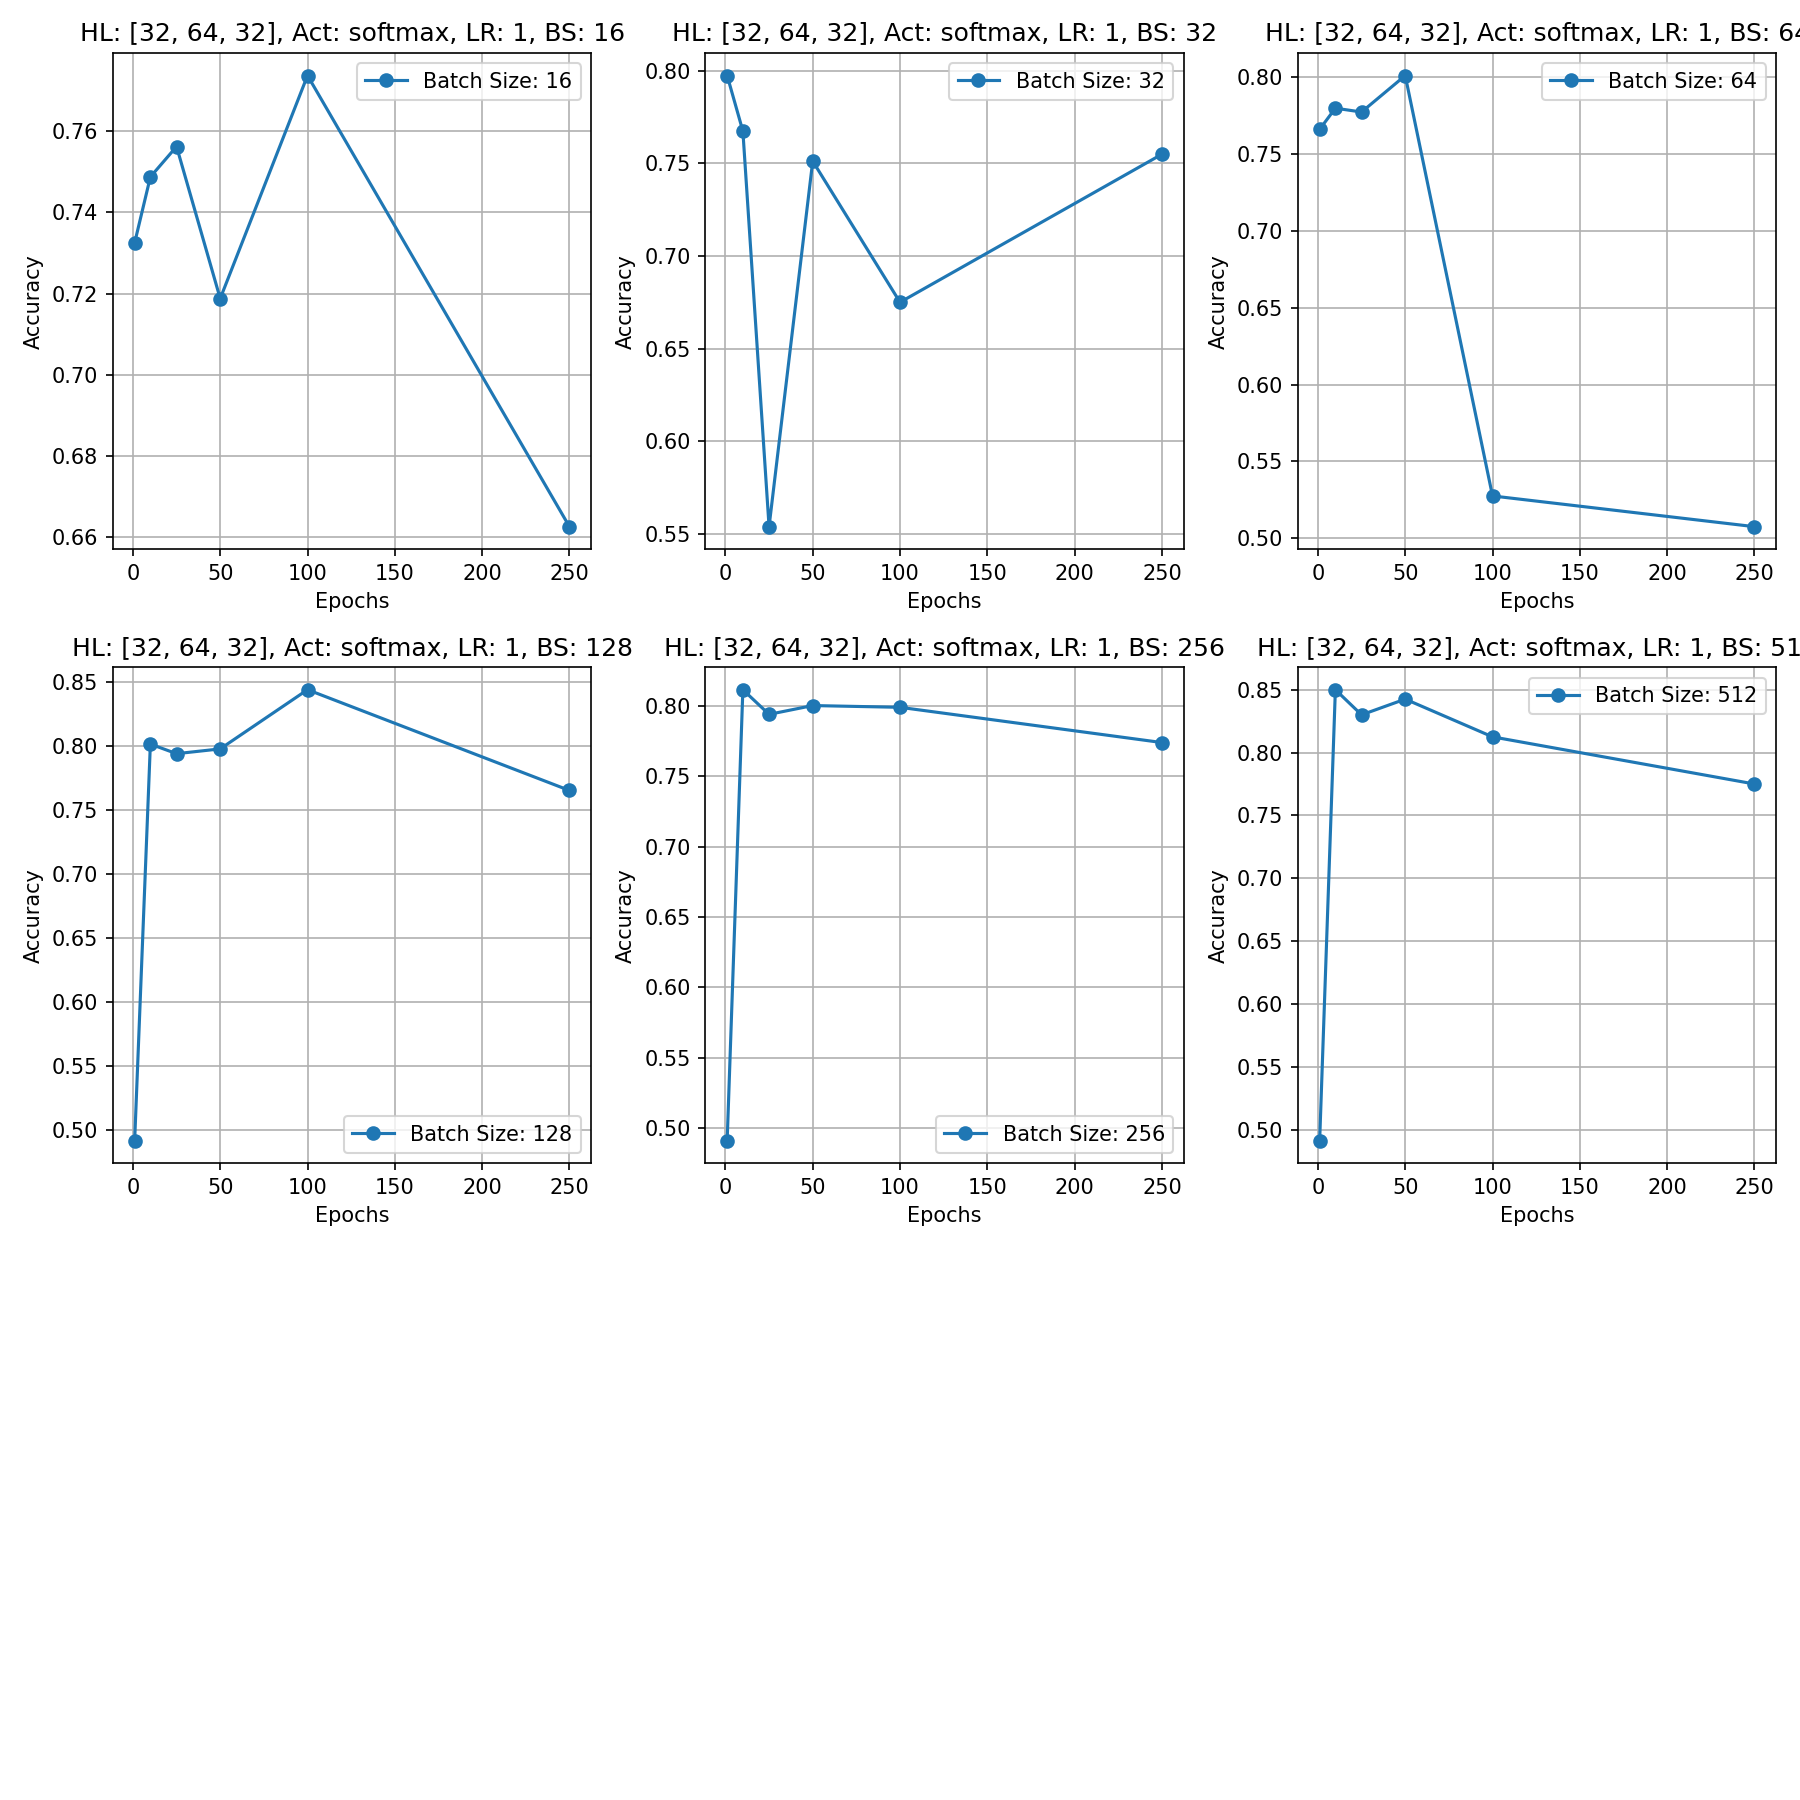 HL: [32, 64, 32], Act: softmax, LR: 1, BS: 16
Batch Size: 16
Accuracy
0.76
0.74
0.72
0.70
0.68
0.66
0 50 100 150 200 250
Epochs
HL: [32, 64, 32], Act: softmax, LR: 1, BS: 32
Batch Size: 32
Accuracy
0.80
0.75
0.70
0.65
0.60
0.55
0 50 100 150 200 250
Epochs
HL: [32, 64, 32], Act: softmax, LR: 1, BS: 64
Batch Size: 64
Accuracy
0.80
0.75
0.70
0.65
0.60
0.55
0.50
0 50 100 150 200 250
Epochs
HL: [32, 64, 32], Act: softmax, LR: 1, BS: 128
Batch Size: 128
Accuracy
0.85
0.80
0.75
0.70
0.65
0.60
0.55
0.50
0 50 100 150 200 250
Epochs
HL: [32, 64, 32], Act: softmax, LR: 1, BS: 256
Batch Size: 256
Accuracy
0.80
0.75
0.70
0.65
0.60
0.55
0.50
0 50 100 150 200 250
Epochs
HL: [32, 64, 32], Act: softmax, LR: 1, BS: 51
Batch Size: 512
Accuracy
0.85
0.80
0.75
0.70
0.65
0.60
0.55
0.50
0 50 100 150 200 250
Epochs